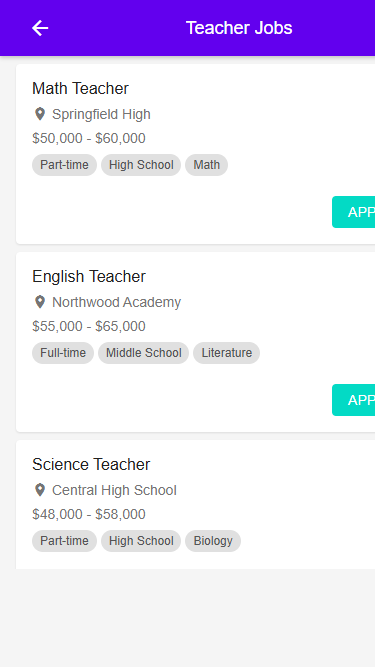 Teacher Jobs
Math Teacher
Springfield High
$50,000 - $60,000
Part-time High School Math
APP
English Teacher
Northwood Academy
$55,000 - $65,000
Full-time Middle School Literature
APP
Science Teacher
Central High School
$48,000 - $58,000
Part-time High School Biology